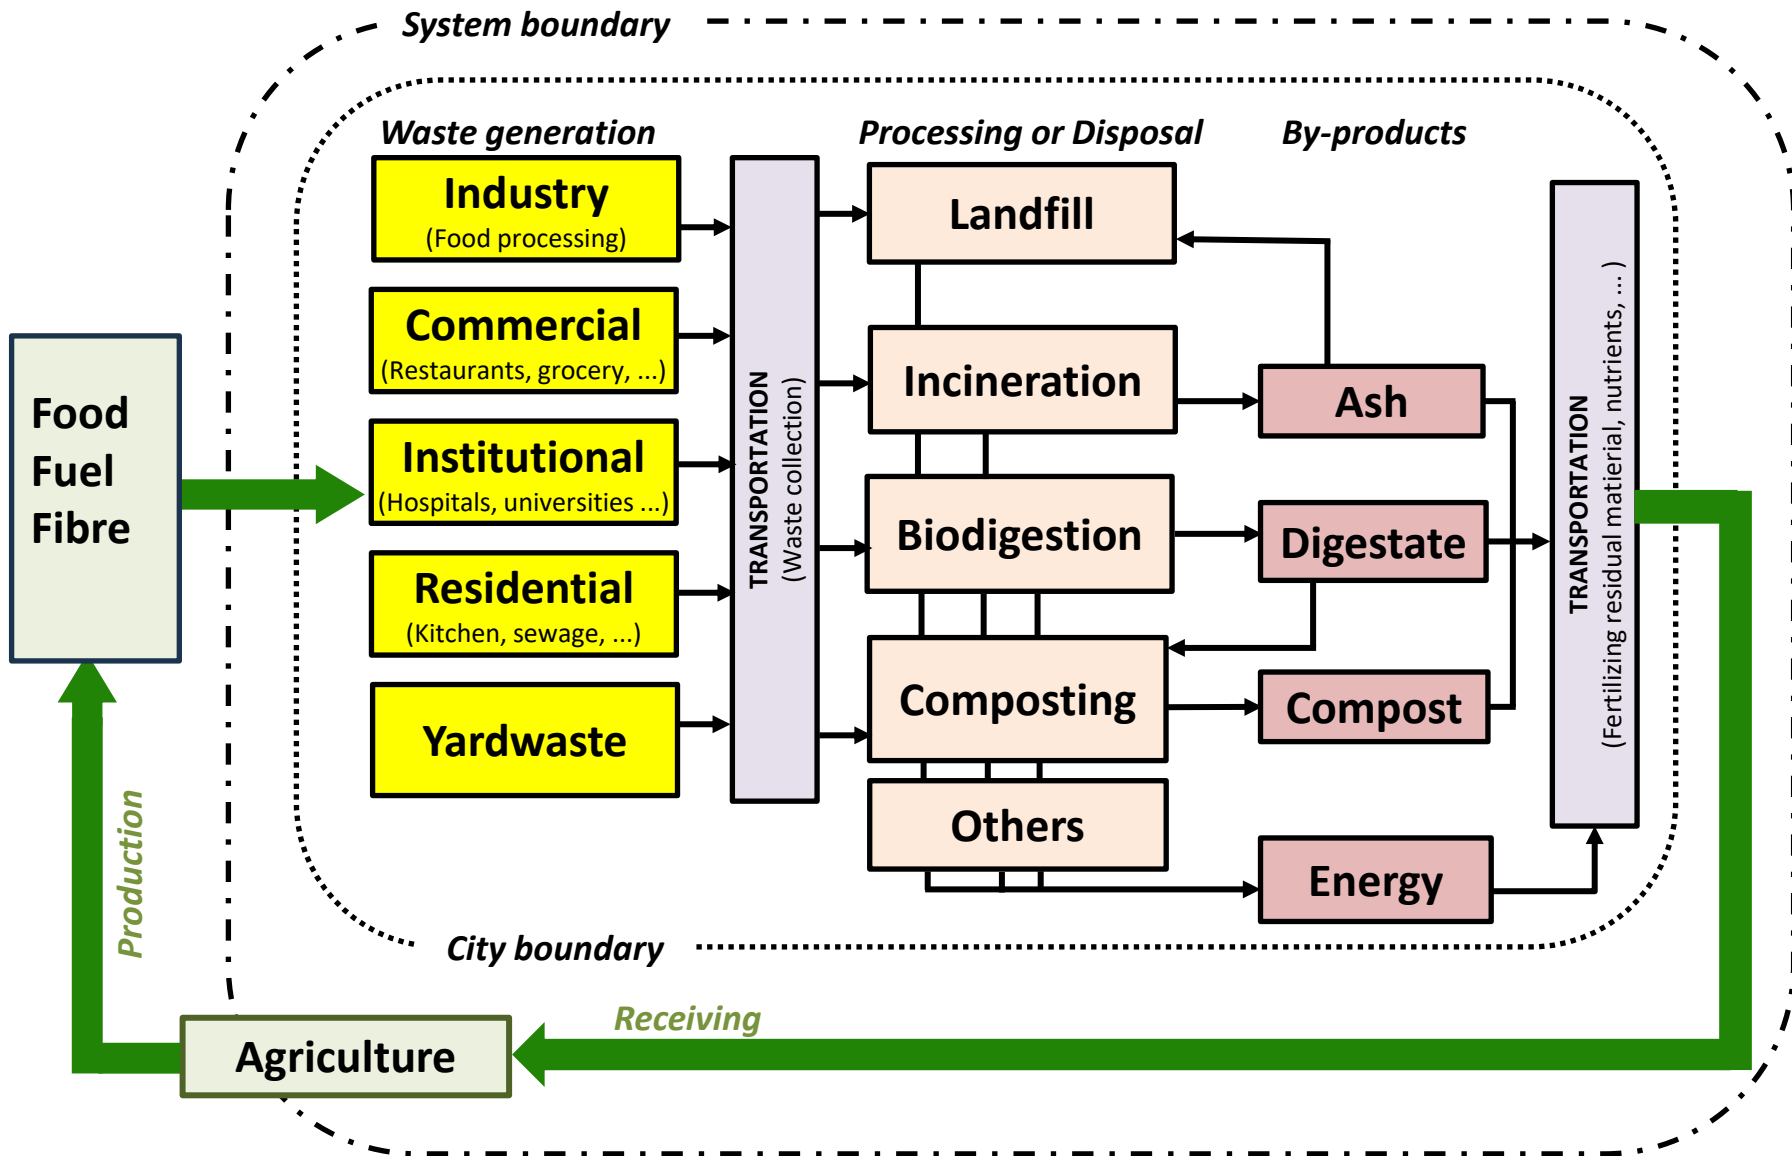 System boundary
Waste generation
Processing or Disposal
By-products
Industry
(Food processing)
Commercial
(Restaurants, grocery, ...)
Institutional
(Hospitals, universities ...)
Residential
(Kitchen, sewage, ...)
Yardwaste
TRANSPORTATION
(Waste collection)
Landfill
Incineration
Biodigestion
Composting
Others
Ash
Digestate
Compost
Energy
TRANSPORTATION
(Fertilizing residual matierial, nutrients, ...)
Food
Fuel
Fibre
Production
City boundary
Receiving
Agriculture